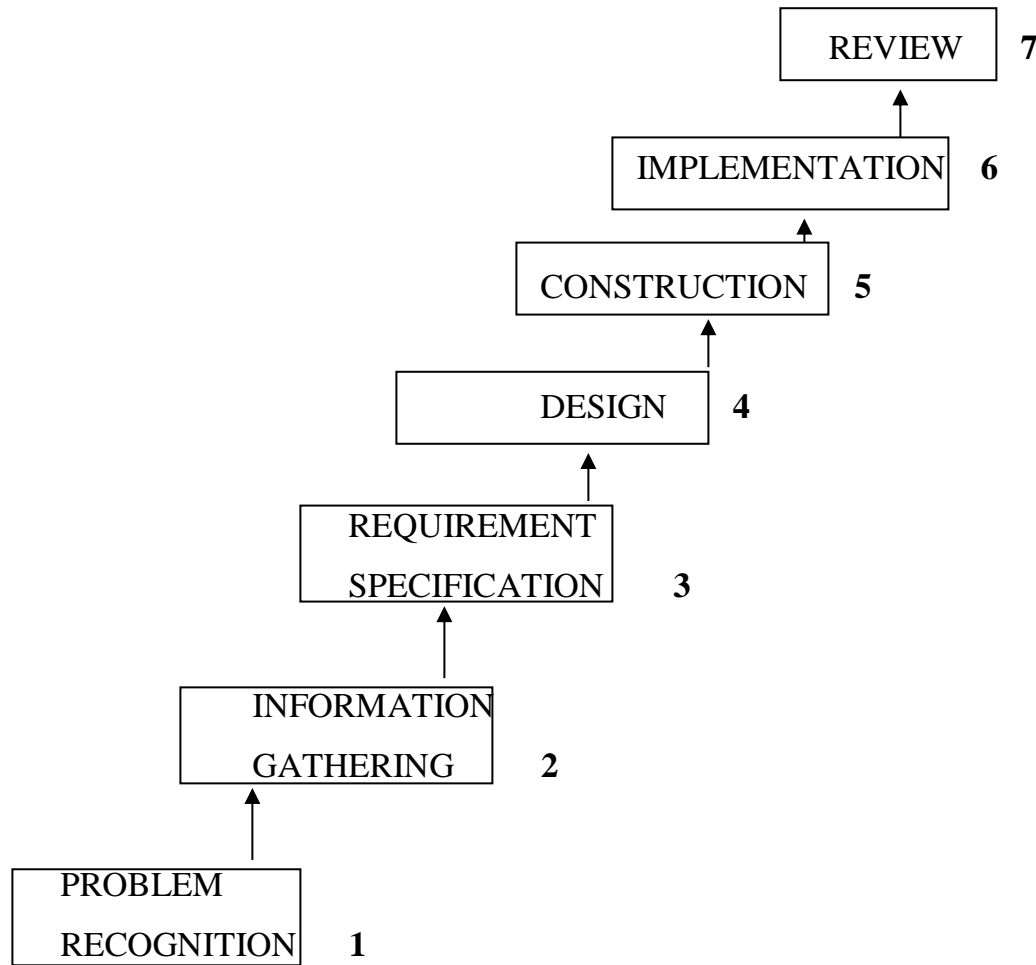 REVIEW 7
IMPLEMENTATION 6
CONSTRUCTION 5
DESIGN 4
REQUIREMENT
SPECIFICATION 3
INFORMATION
GATHERING 2
PROBLEM
RECOGNITION 1